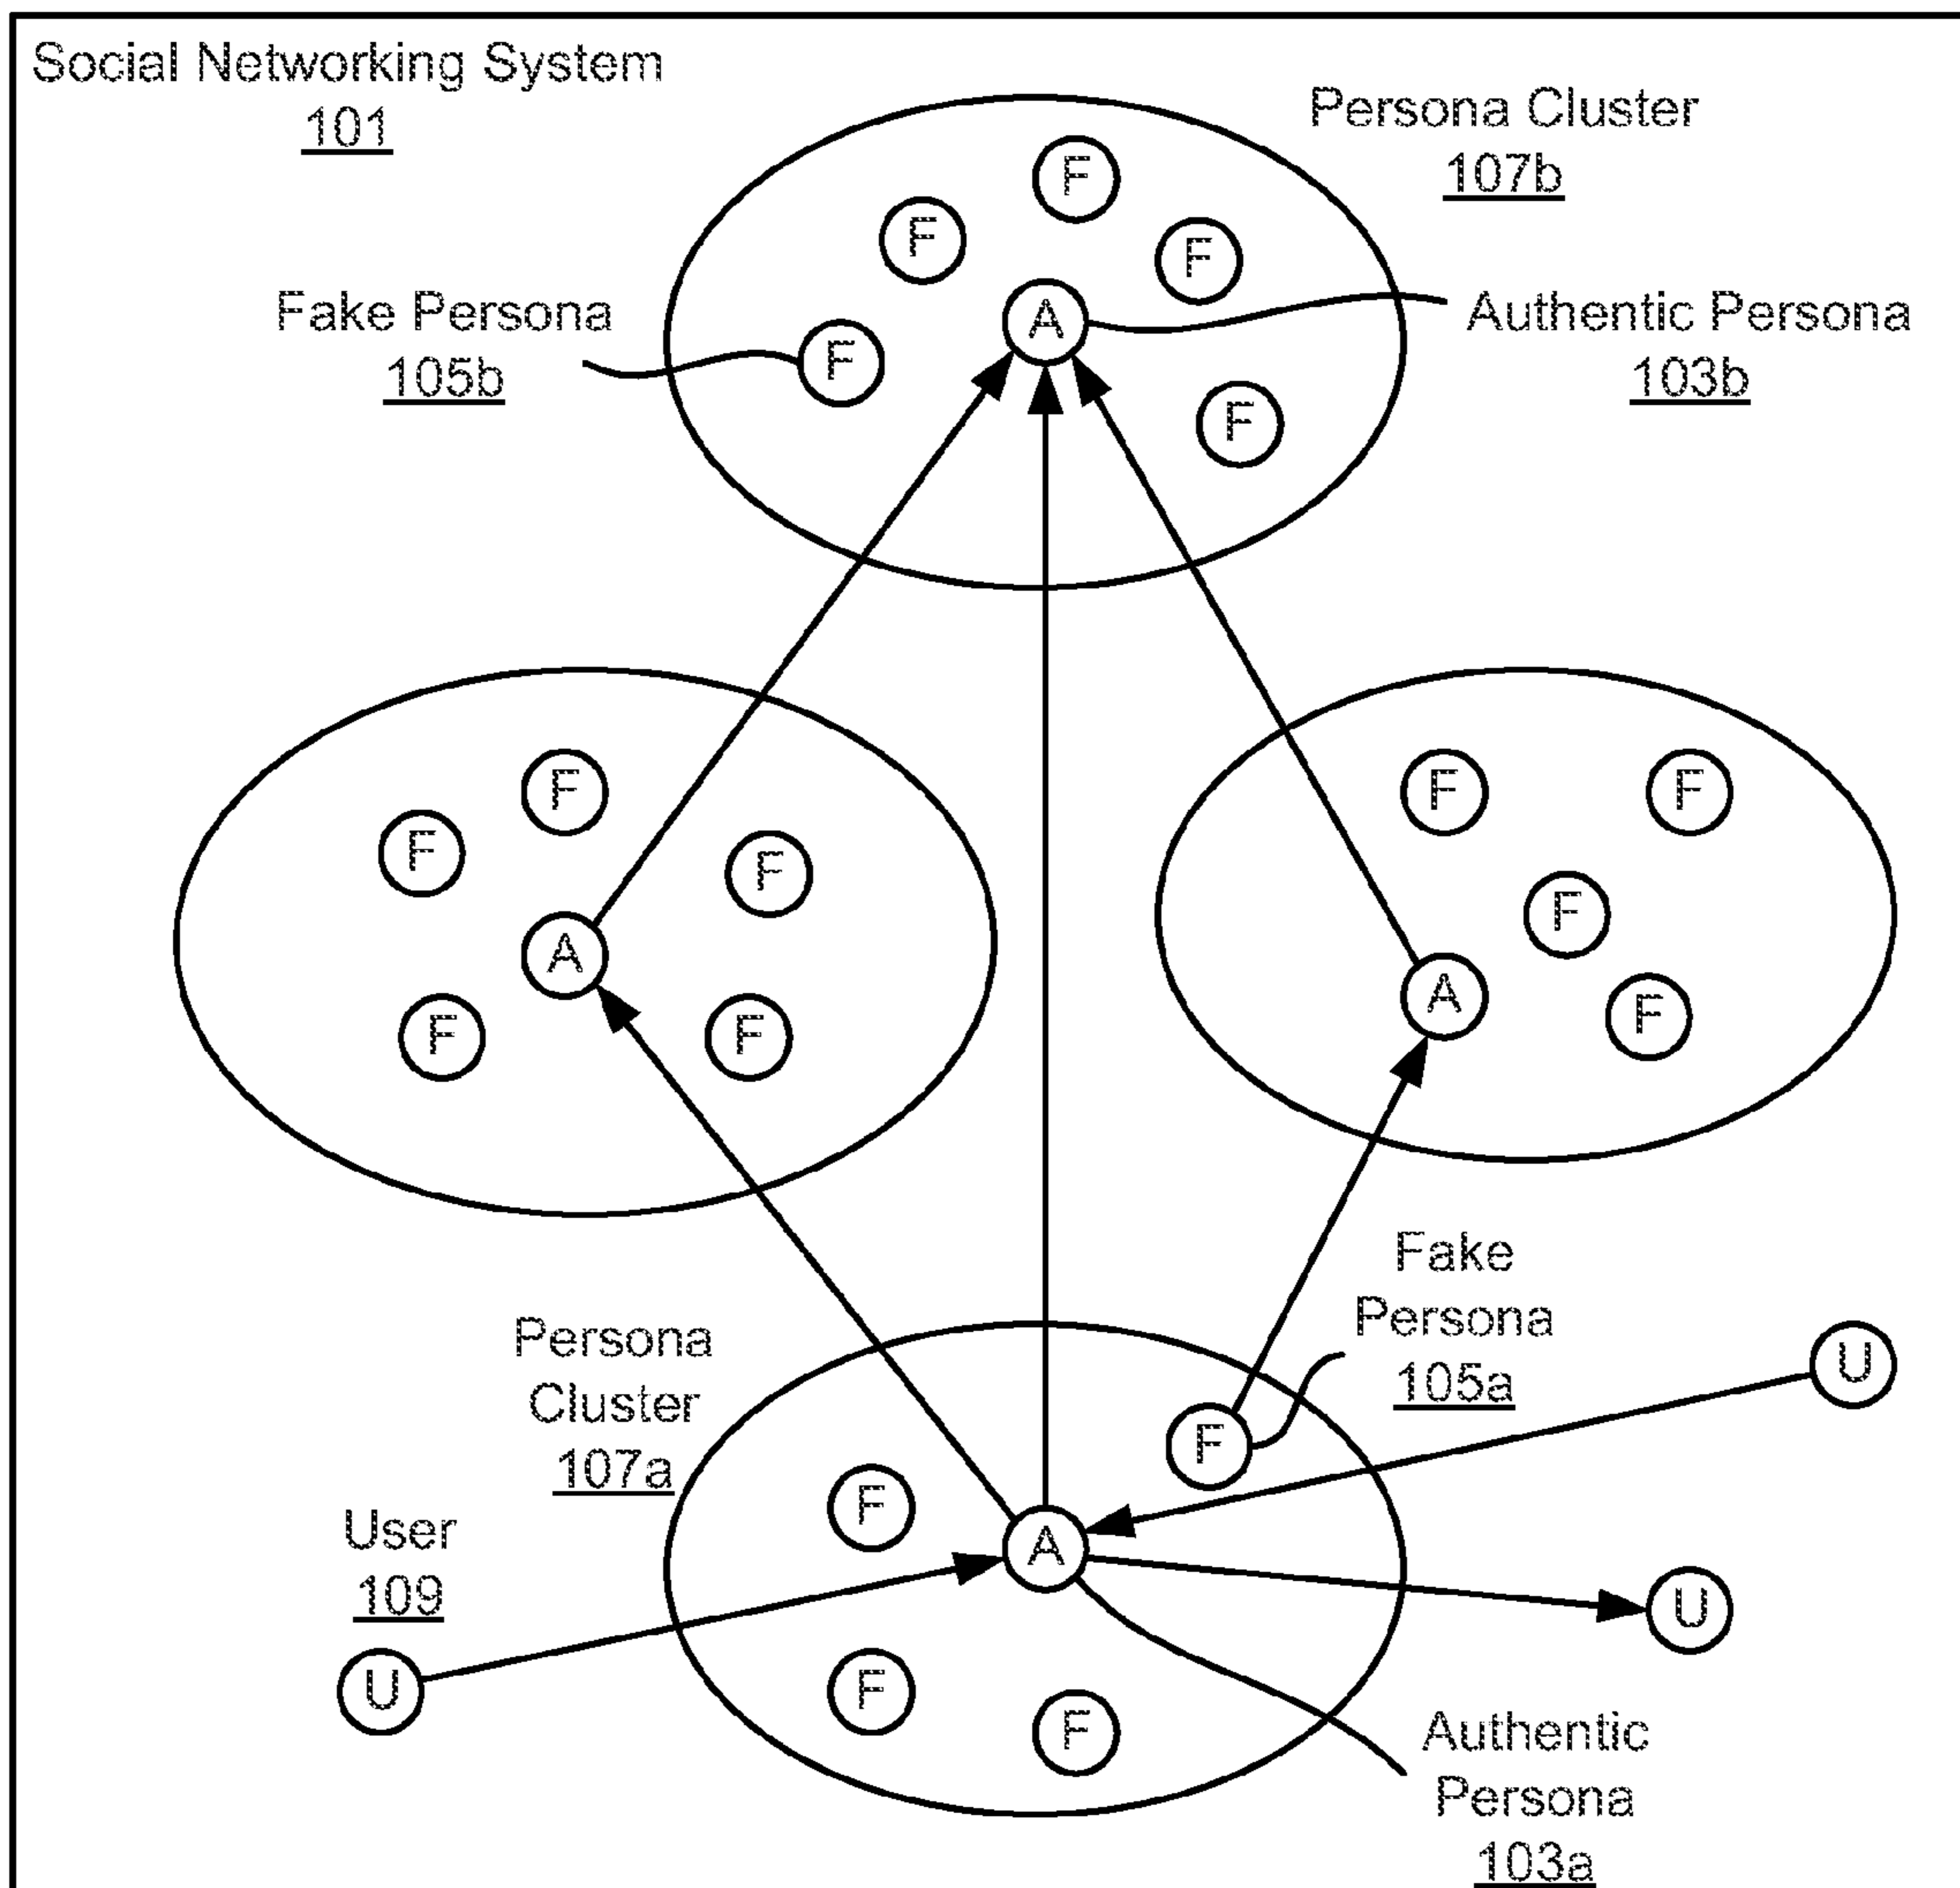 Social Networking System
101
Persona Cluster
107b
F
F
F
Fake Persona
105b
F
A
Authentic Persona
103b
F
F
F
F
F
F
F
A
F
A
F
F
F
Fake
Persona
105a
Persona
Cluster
107a
U
F
F
User
109
A
U
U
F
F
Authentic
Persona
103a